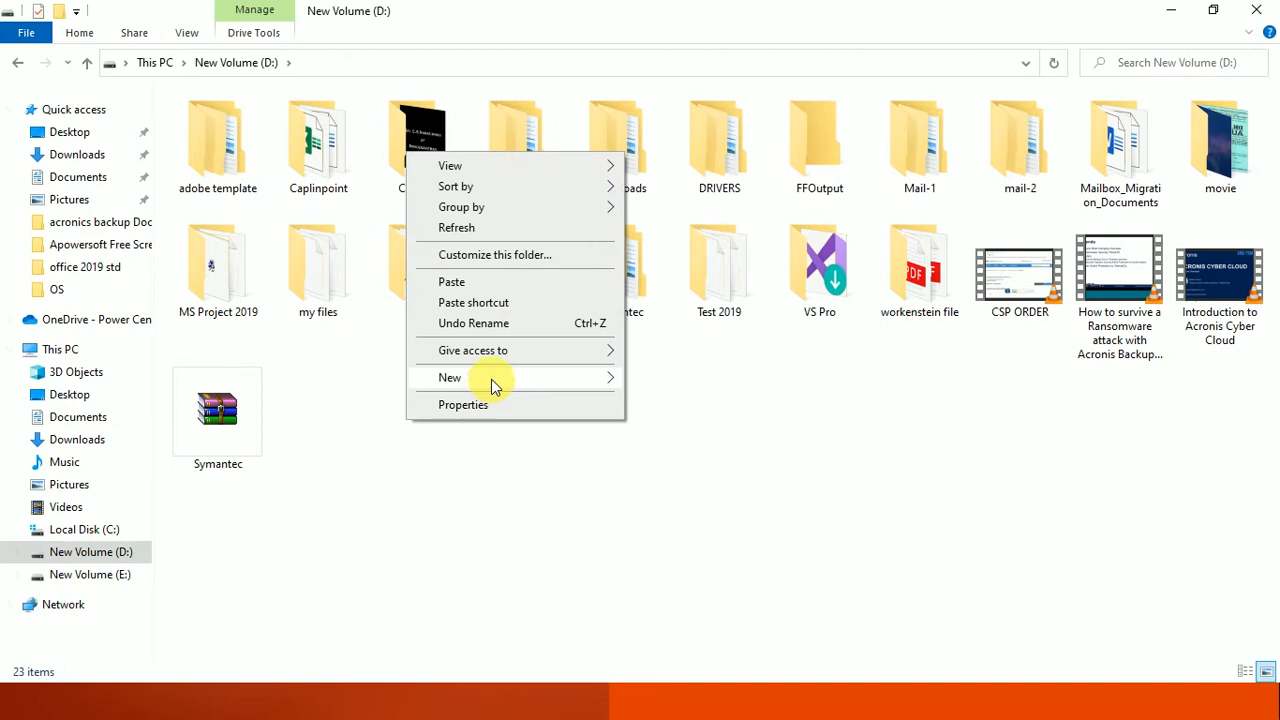 Manage
New Volume (D:)
File
Home
Share
View
Drive Tools
This PC
New Volume (D:)
Search New Volume (D:)
Quick access
Desktop
Downloads
Documents
Pictures
acronics backup Doc
Apowersoft Free Scre
office 2019 std
OS
OneDrive - Power Cen
This PC
3D Objects
Desktop
Documents
Downloads
Music
Pictures
Videos
Local Disk (C:)
New Volume (D:)
New Volume (E:)
Network
adobe template
Caplinpoint
DRIVERS
FFOutput
Mail-1
mail-2
Mailbox_Migrati
on_Documents
movie
MS Project 2019
my files
Test 2019
VS Pro
workenstein file
CSP ORDER
How to survive a
Ransomware
attack with
Acronis Backup...
Introduction to
Acronis Cyber
Cloud
Symantec
View
Sort by
Group by
Refresh
Customize this folder...
Paste
Paste shortcut
Undo Rename Ctrl+Z
Give access to
New
Properties
23 items